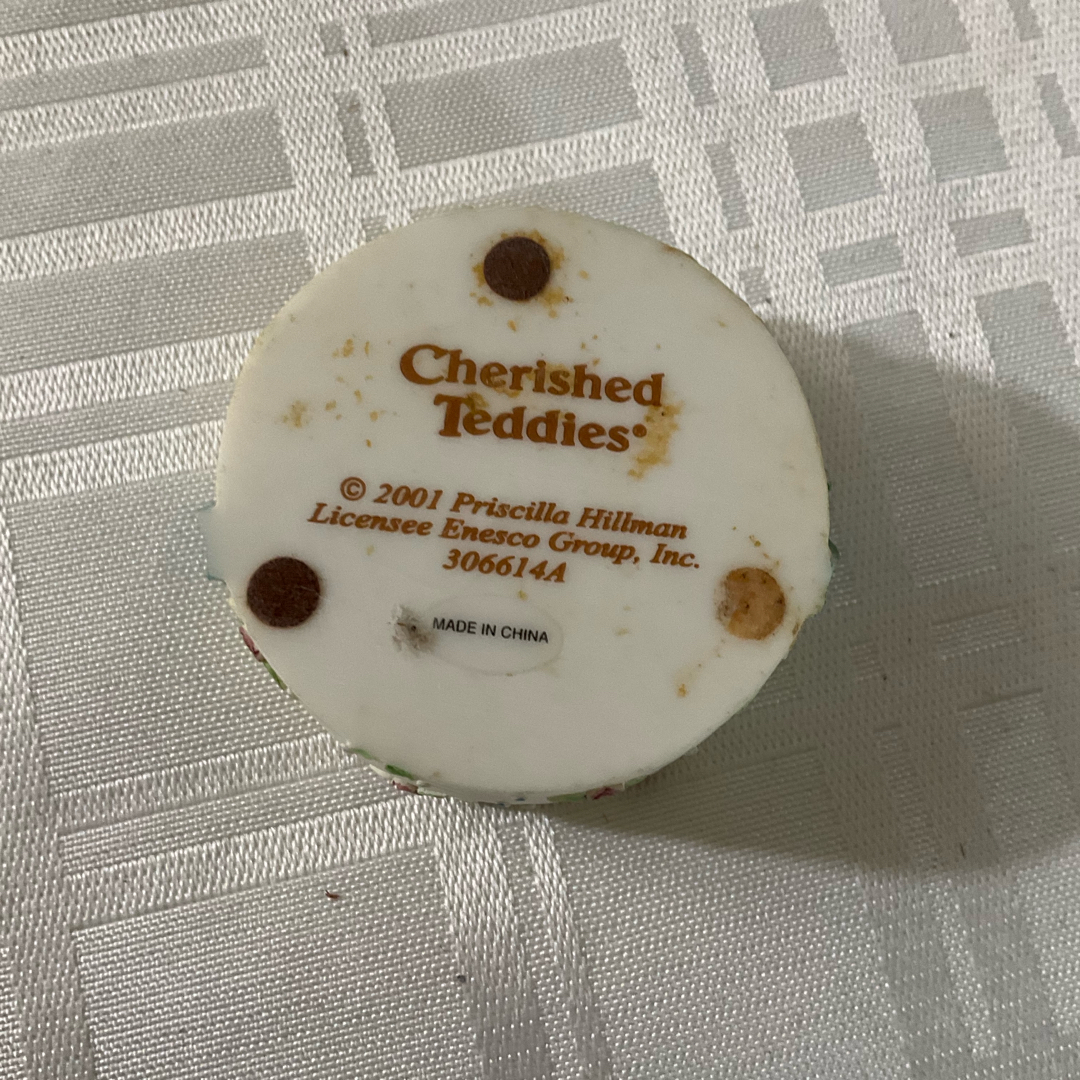 Cherished
Teddies®
© 2001 Priscilla Hillman
Licensee Enesco Group, Inc.
306614A
MADE IN CHINA